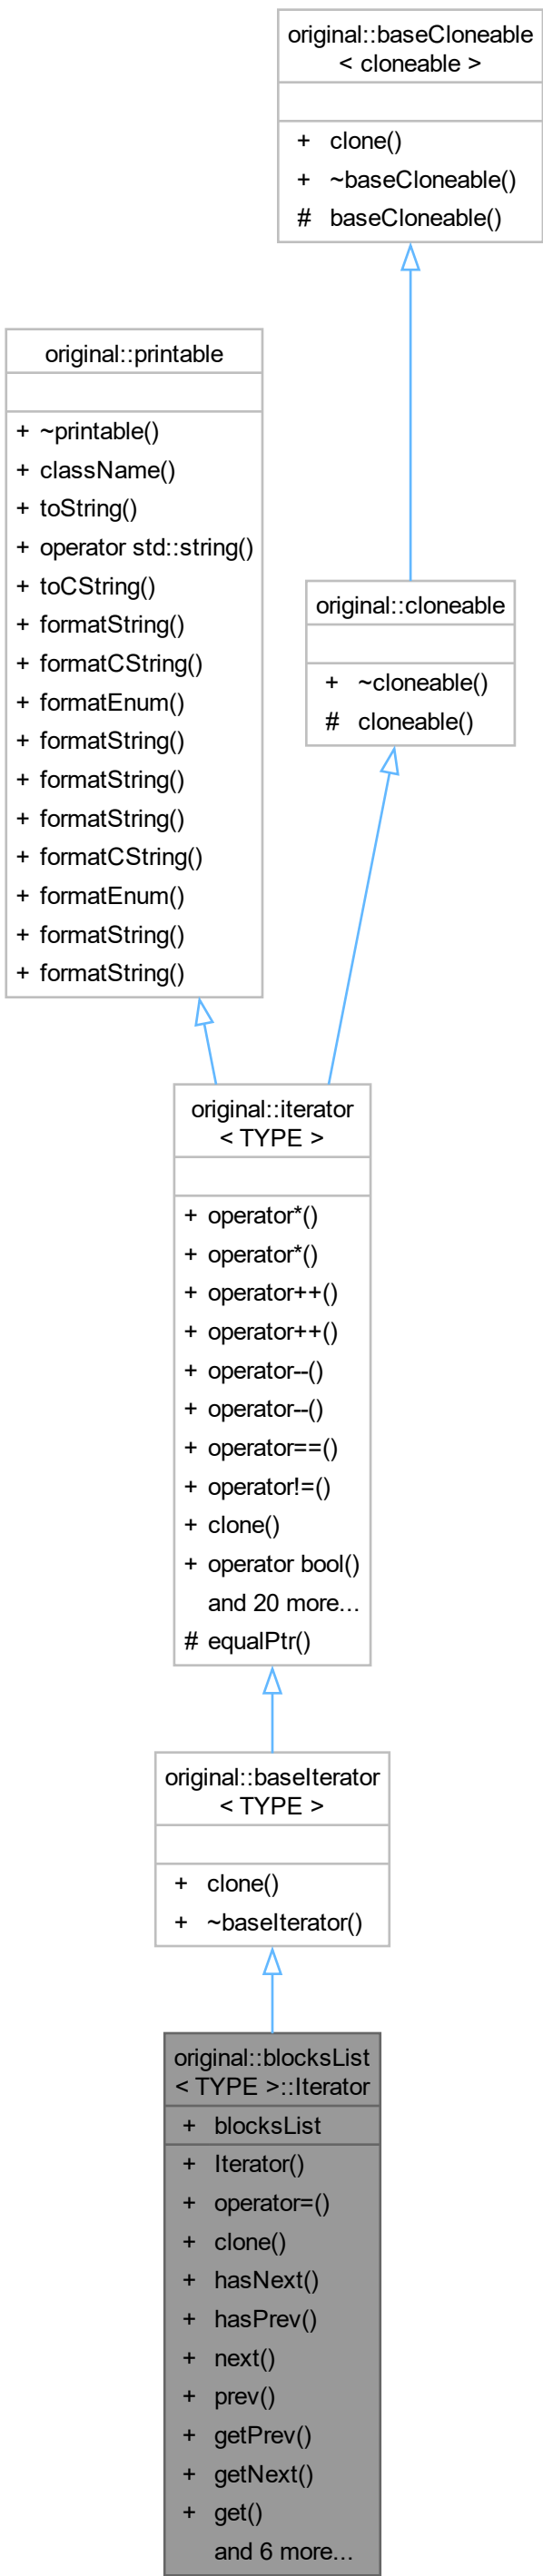 original::baseCloneable
< cloneable >
+ clone()
+ ~baseCloneable()
# baseCloneable()
original::printable
+ ~printable()
+ className()
+ toString()
+ operator std::string()
+ toCString()
+ formatString()
+ formatCString()
+ formatEnum()
+ formatString()
+ formatString()
+ formatString()
+ formatCString()
+ formatEnum()
+ formatString()
+ formatString()
original::cloneable
+ ~cloneable()
# cloneable()
original::iterator
< TYPE >
+ operator*()
+ operator*()
+ operator++()
+ operator++()
+ operator--()
+ operator--()
+ operator==()
+ operator!=()
+ clone()
+ operator bool()
and 20 more...
# equalPtr()
original::baseIterator
< TYPE >
+ clone()
+ ~baseIterator()
original::blocksList
< TYPE >::Iterator
+ blocksList
+ Iterator()
+ operator=()
+ clone()
+ hasNext()
+ hasPrev()
+ next()
+ prev()
+ getPrev()
+ getNext()
+ get()
and 6 more...